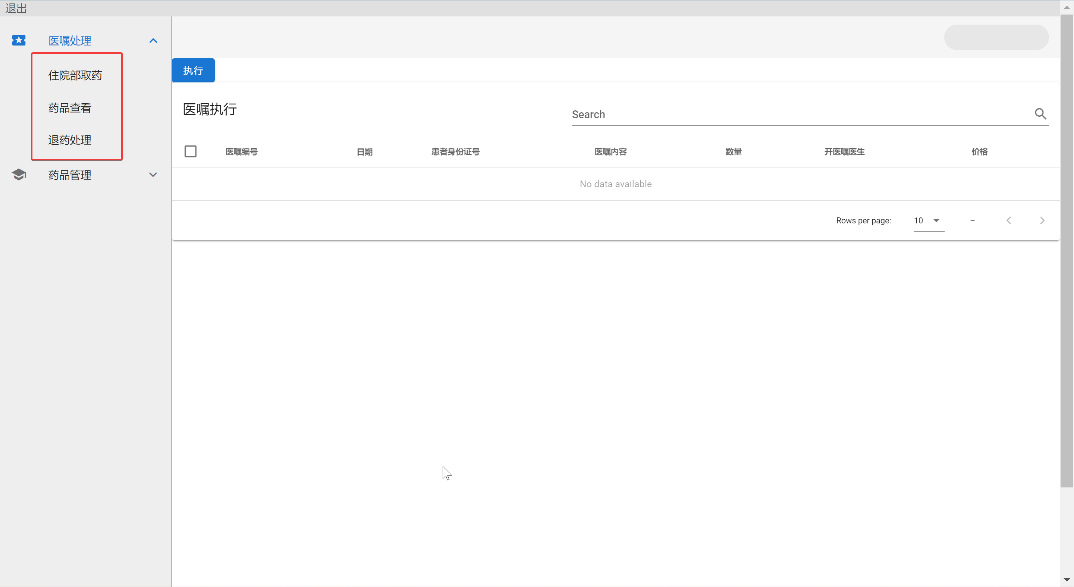 退出
医嘱处理
住院部取药
药品查看
退药处理
药品管理
执行
医嘱执行
Search
医嘱编号 日期 患者身份证号 医嘱内容 数量 开医嘱医生 价格
No data available
Rows per page: 10 –